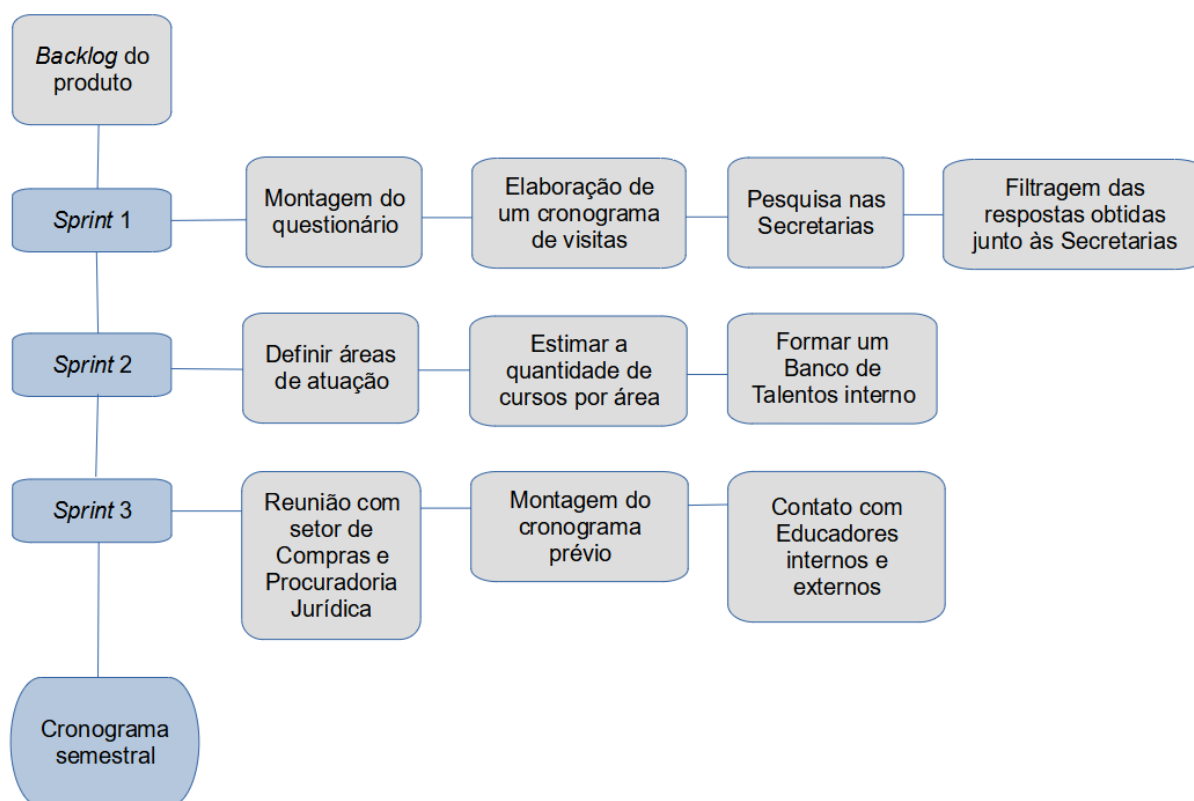 Backlog do
produto
Sprint 1
Montagem do
questionário
Elaboração de
um cronograma
de visitas
Pesquisa nas
Secretarias
Filtragem das
respostas obtidas
junto às Secretarias
Sprint 2
Definir áreas
de atuação
Estimar a
quantidade de
cursos por área
Formar um
Banco de
Talentos interno
Sprint 3
Reunião com
setor de
Compras e
Procuradoria
Jurídica
Montagem do
cronograma
prévio
Contato com
Educadores
internos e
externos
Cronograma
semestral